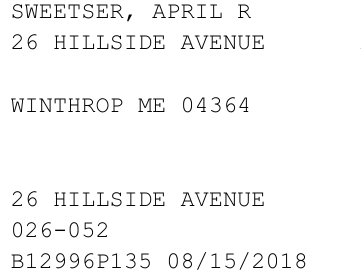 SWEETSER, APRIL R
26 HILLSIDE AVENUE
WINTHROP ME 04364
26 HILLSIDE AVENUE
026-052
B12996P135 08/15/2018